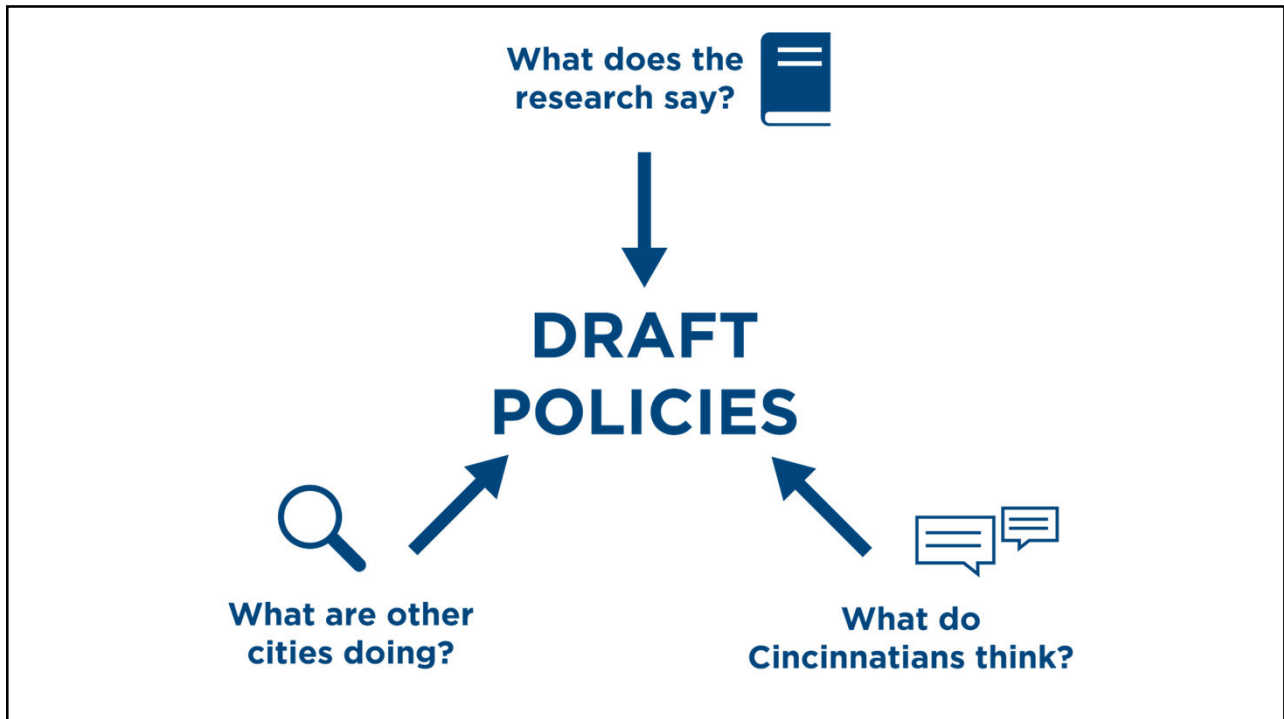 What does the
research say?
DRAFT
POLICIES
What are other
cities doing?
What do
Cincinnatians think?